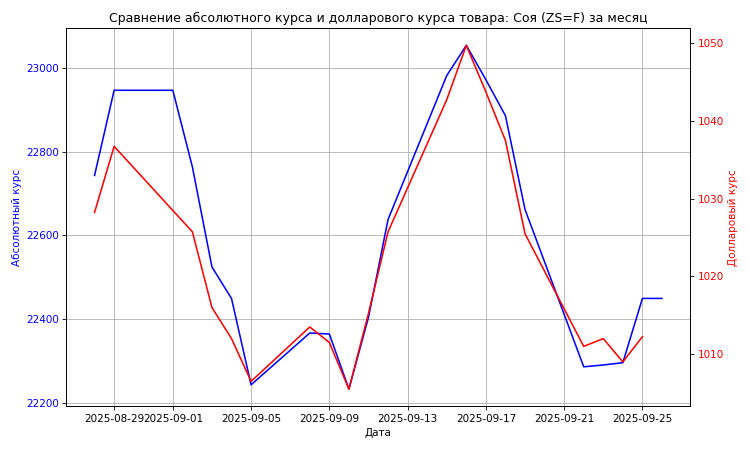 Сравнение абсолютного курса и долларового курса товара: Соя (ZS=F) за месяц
Абсолютный курс
23000
22800
22600
22400
22200
1050
1040
1030
1020
1010
Долларовый курс
2025-08-29 2025-09-01 2025-09-05 2025-09-09 2025-09-13 2025-09-17 2025-09-21 2025-09-25
Дата